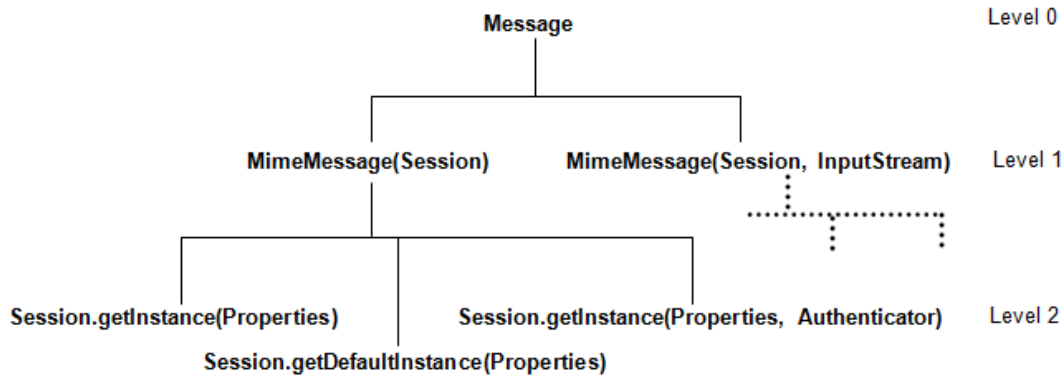 Message Level 0
MimeMessage(Session) MimeMessage(Session, InputStream) Level 1
Session.getInstance(Properties) Session.getInstance(Properties, Authenticator) Level 2
Session.getDefaultInstance(Properties)